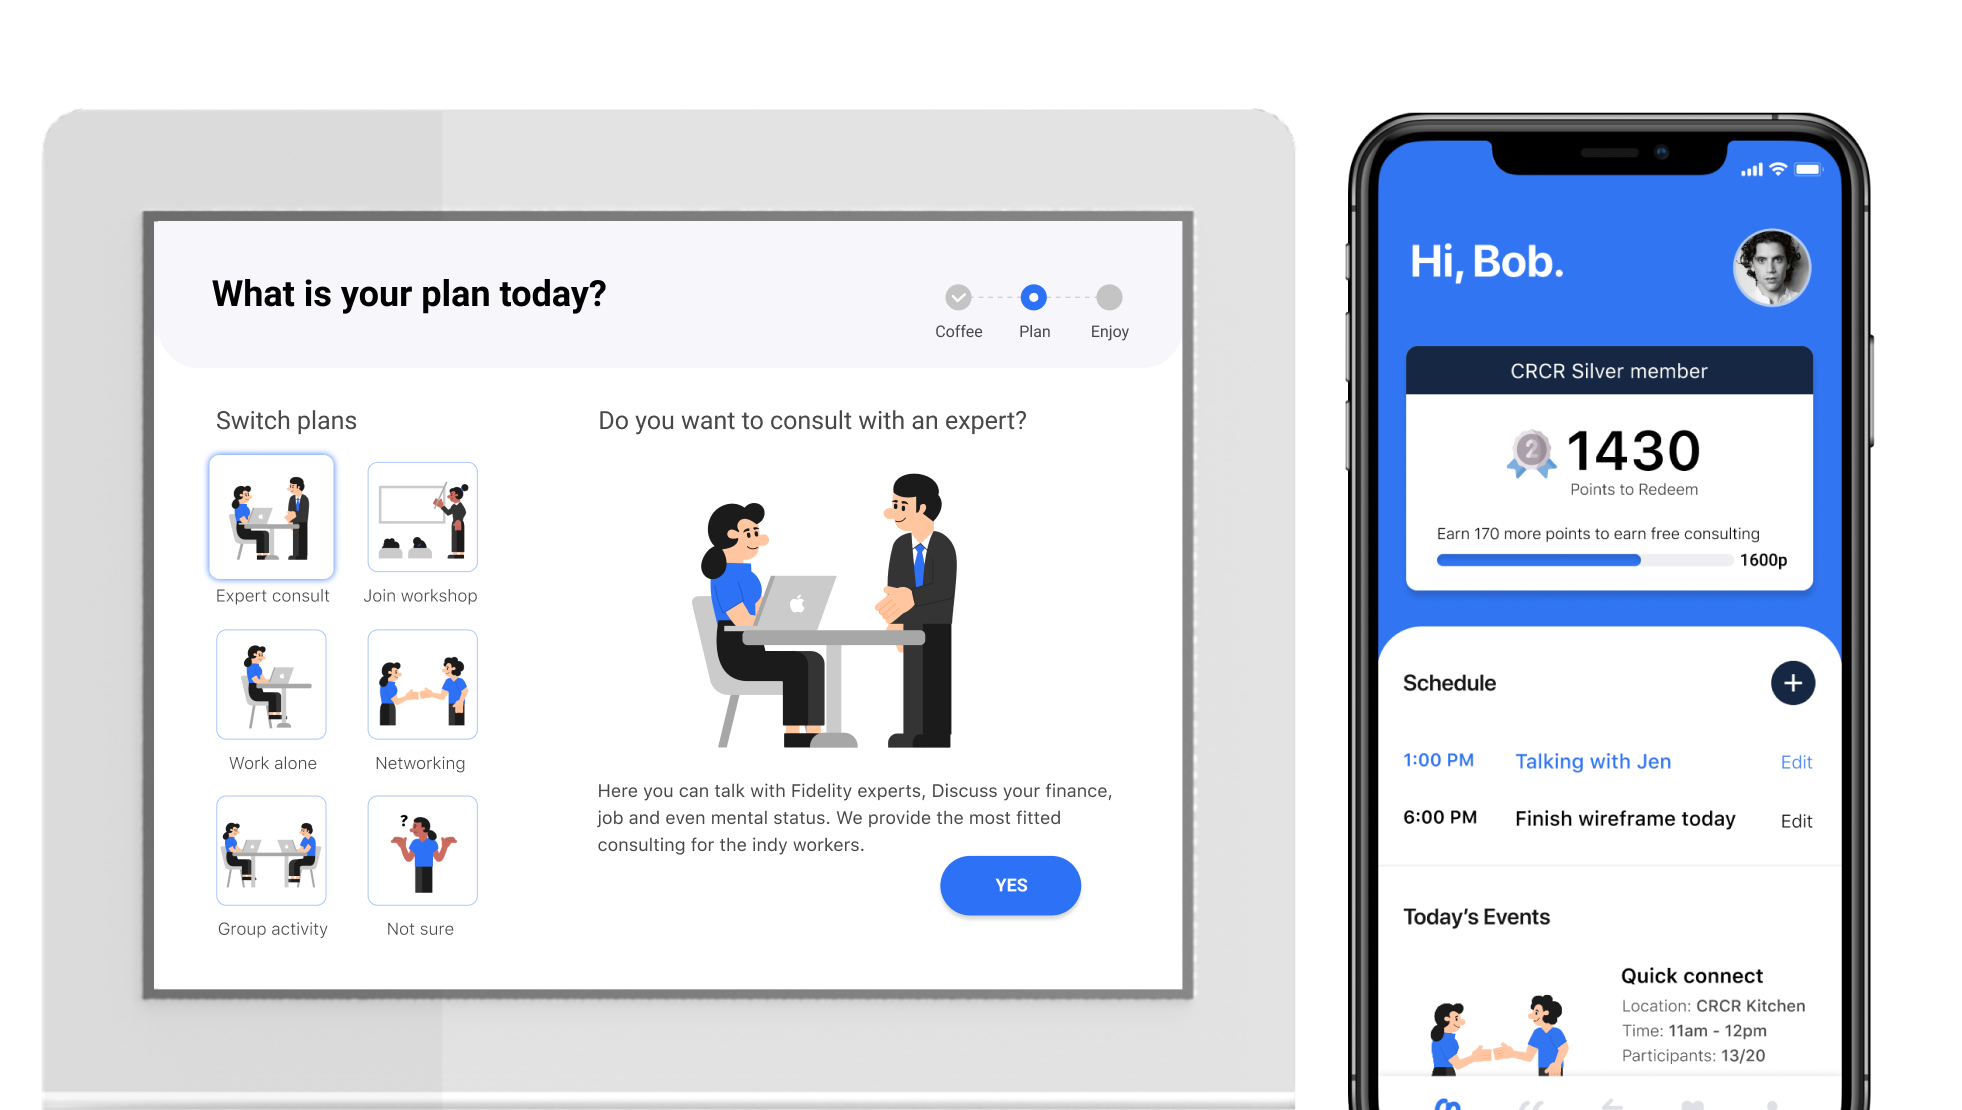 What is your plan today?
Coffee
Plan
Enjoy
Switch plans
Expert consult
Join workshop
Work alone
Networking
?
Group activity
Not sure
Do you want to consult with an expert?
Here you can talk with Fidelity experts, Discuss your finance,
job and even mental status. We provide the most fitted
consulting for the indy workers.
YES
Hi, Bob.
CRCR Silver member
2
1430
Points to Redeem
Earn 170 more points to earn free consulting
1600p
Schedule
+
1:00 PM Talking with Jen Edit
6:00 PM Finish wireframe today Edit
Today's Events
Quick connect
Location: CRCR Kitchen
Time: 11am - 12pm
Participants: 13/20